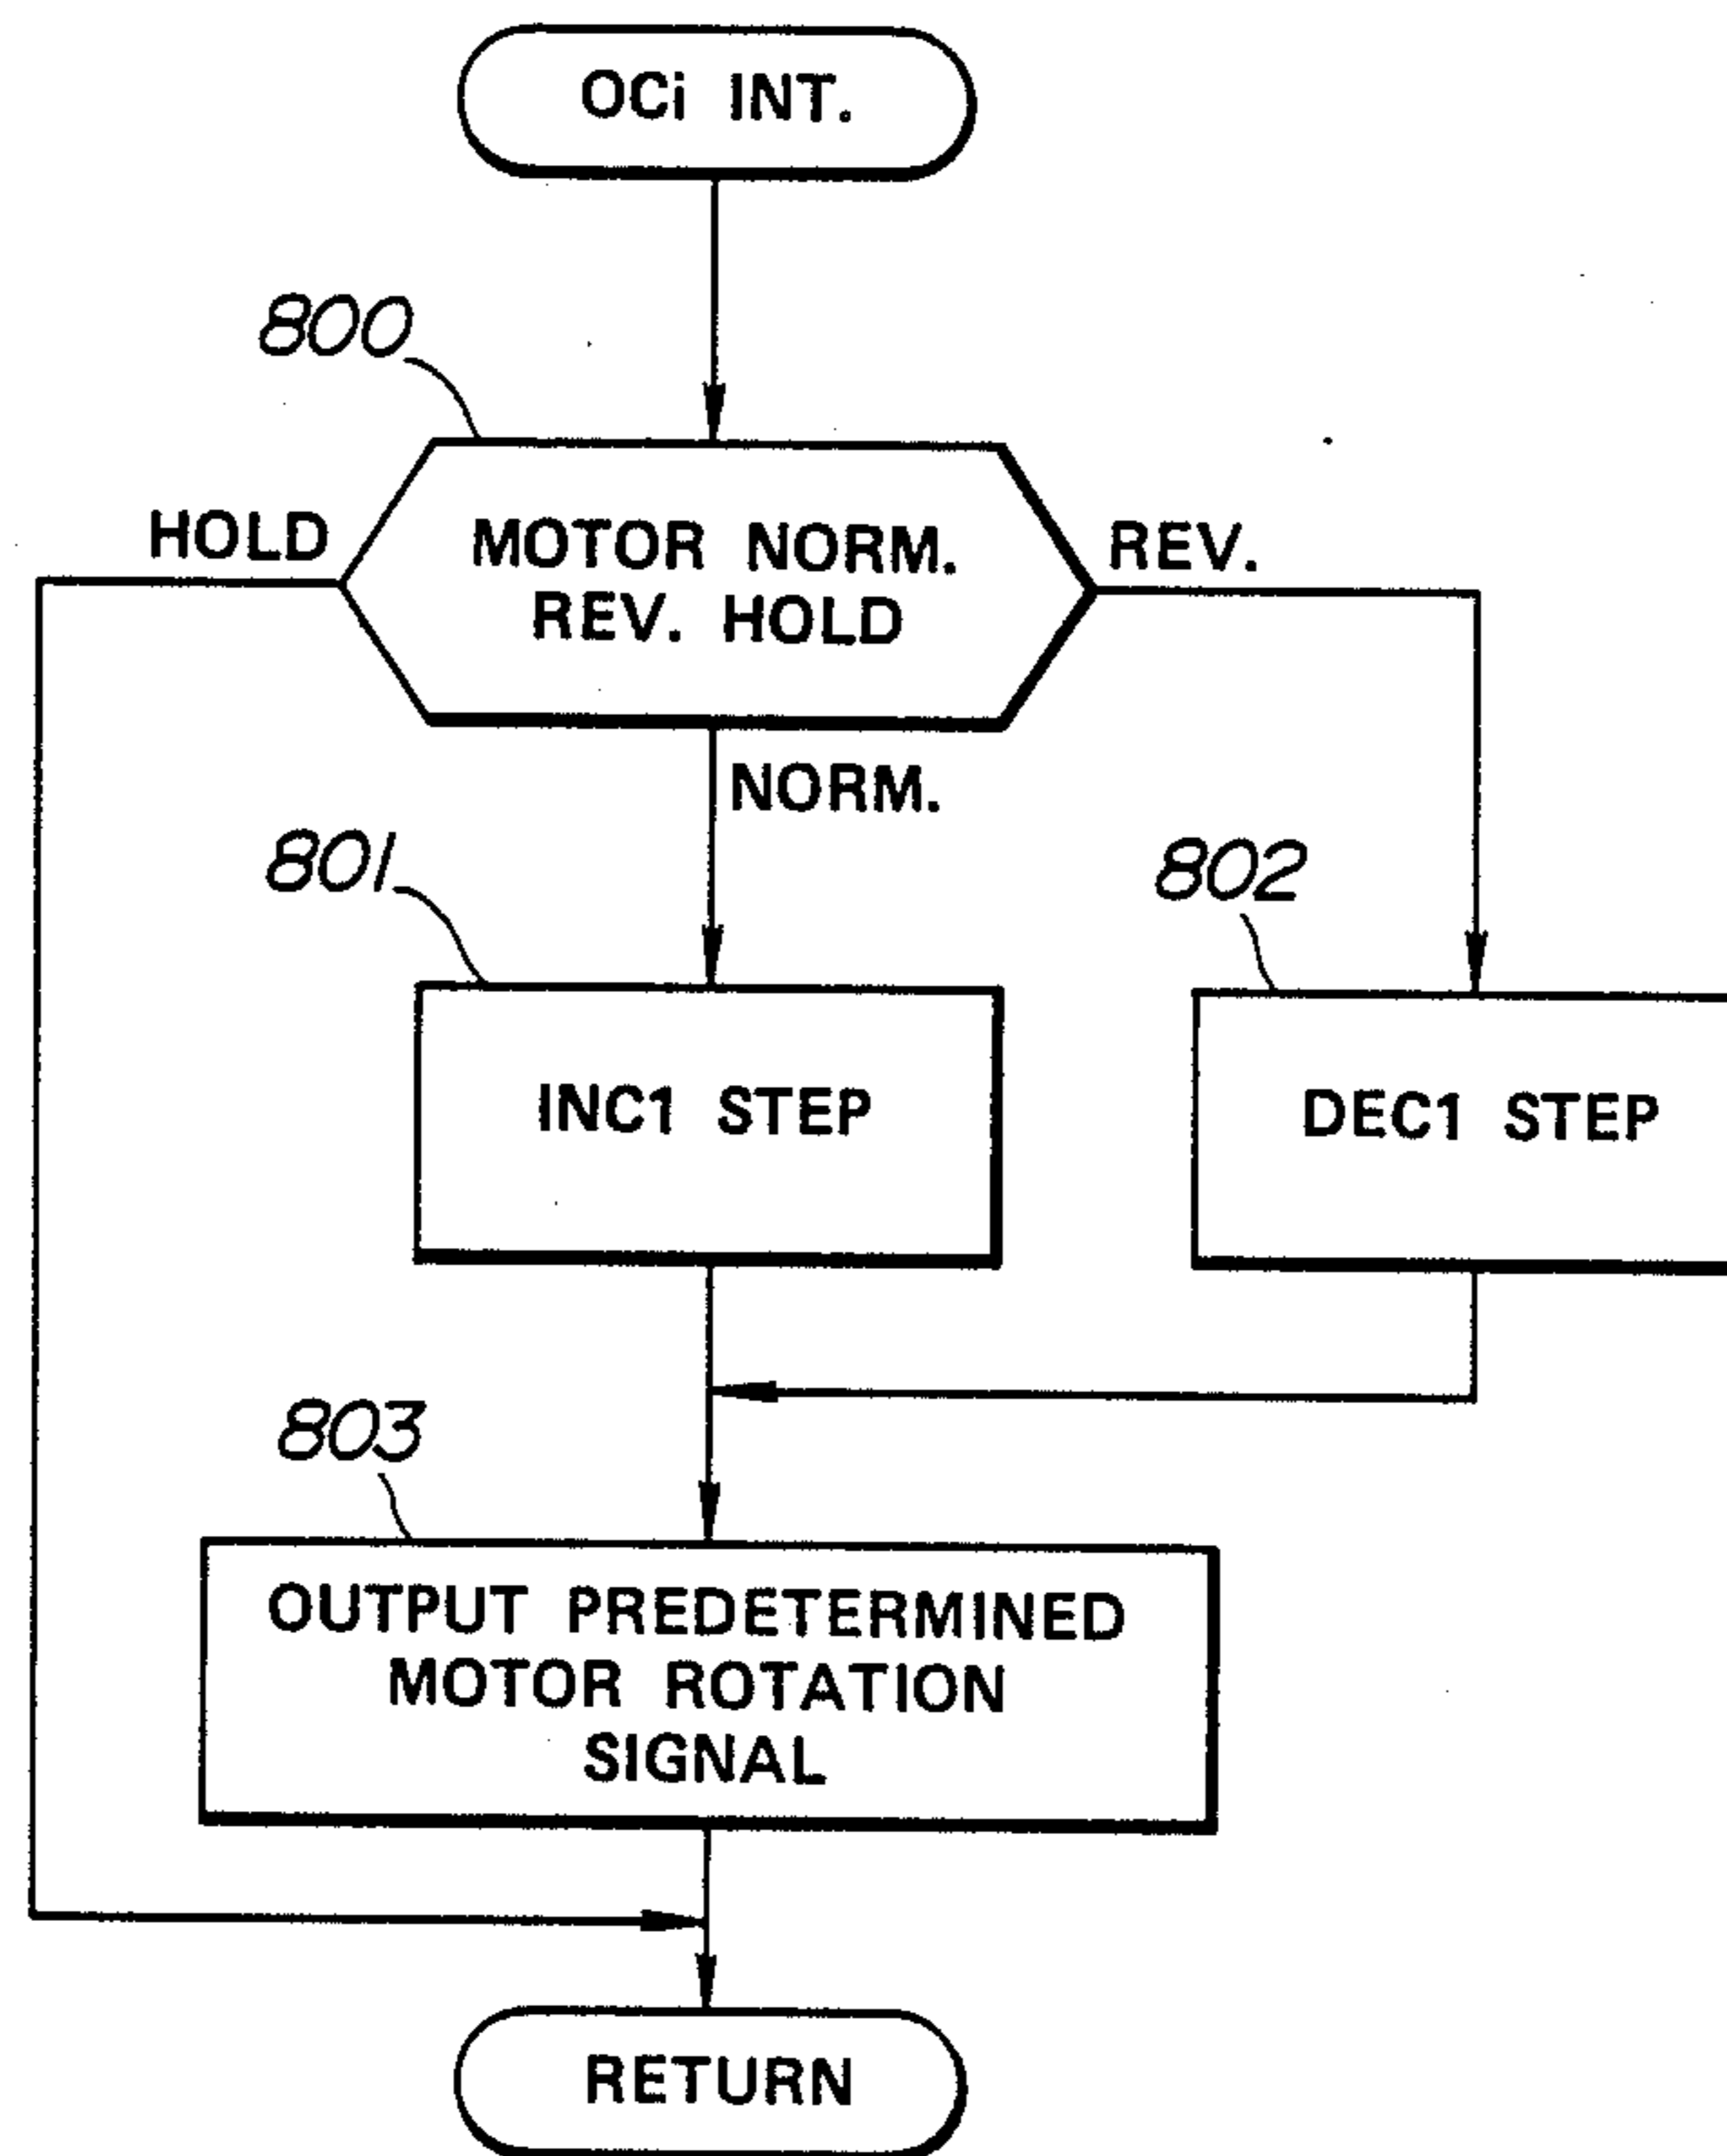 OCi INT.
800
HOLD
MOTOR NORM.
REV. HOLD
REV.
NORM.
801
802
INC1 STEP
DEC1 STEP
803
OUTPUT PREDETERMINED
MOTOR ROTATION
SIGNAL
RETURN